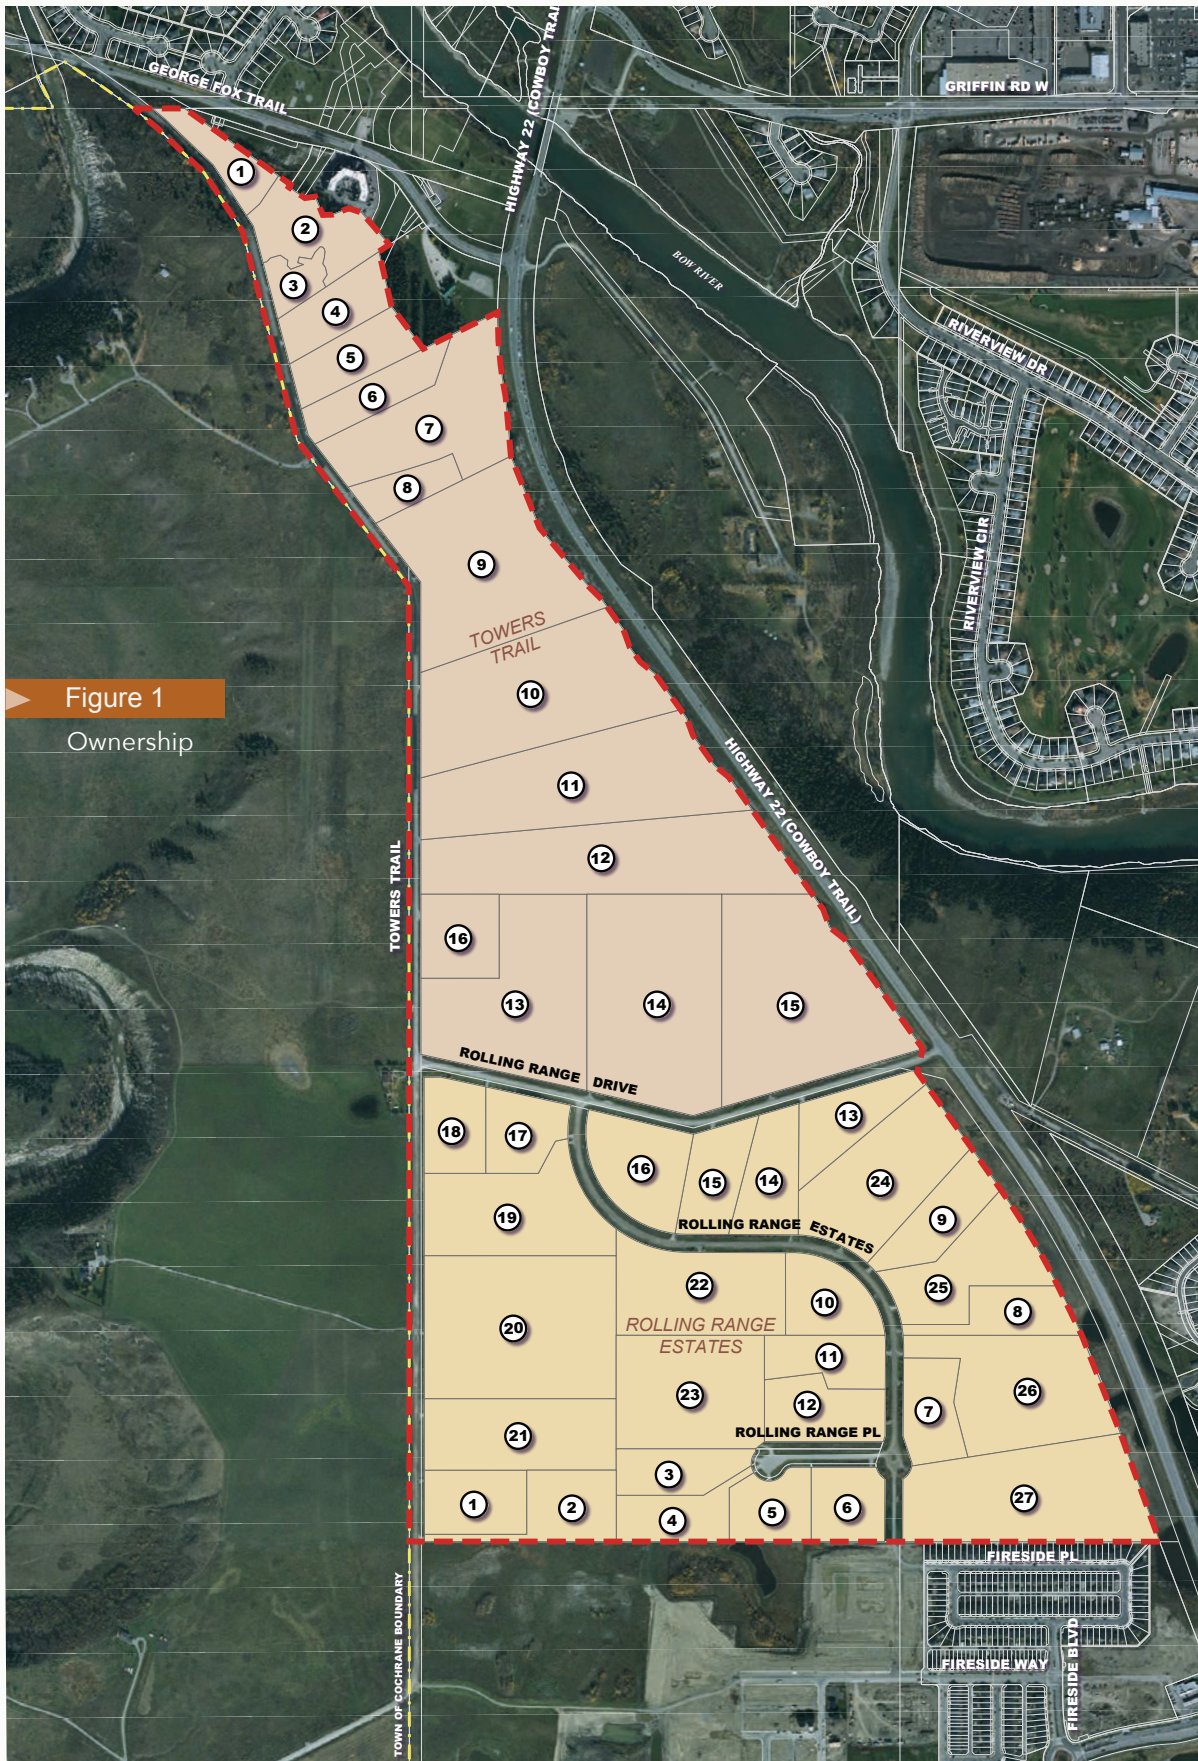 GEORGE FOX TRAIL
HIGHWAY 22 (COWBOY TRAIL
GRIFFIN RD W
1
2
BOW RIVER
3
4
RIVERVIEW DR
5
6
7
8
9
RIVERVIEW CIR
TOWERS
TRAIL
10
Figure 1
Ownership
HIGHWAY 22 (COWBOY TRAIL)
11
12
TOWERS TRAIL
16
13
14
15
ROLLING RANGE DRIVE
18
17
13
16
15
14
24
19
9
ROLLING RANGE ESTATES
22
25
10
8
20
ROLLING RANGE
ESTATES
11
23
26
12
7
21
ROLLING RANGE PL
3
1
2
4
5
6
27
FIRESIDE PL
TOWN OF COCHRANE BOUNDARY
FIRESIDE WAY
FIRESIDE BLVD